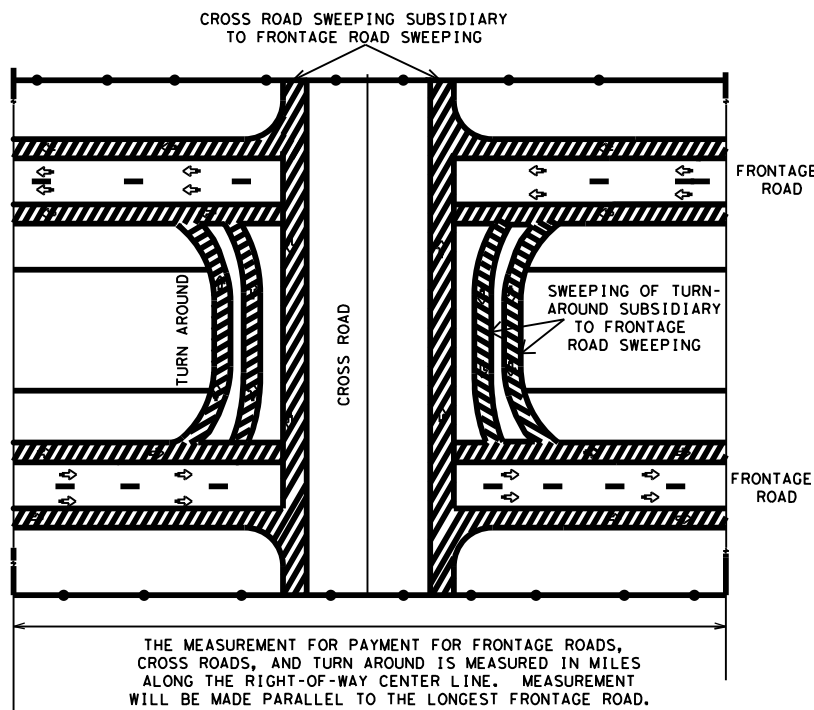 CROSS ROAD SWEEPING SUBSIDIARY
TO FRONTAGE ROAD SWEEPING
FRONTAGE
ROAD
TURN AROUND
CROSS ROAD
SWEEPING OF TURN-
AROUND SUBSIDIARY
TO FRONTAGE
ROAD SWEEPING
FRONTAGE
ROAD
THE MEASUREMENT FOR PAYMENT FOR FRONTAGE ROADS,
CROSS ROADS, AND TURN AROUND IS MEASURED IN MILES
ALONG THE RIGHT-OF-WAY CENTER LINE. MEASUREMENT
WILL BE MADE PARALLEL TO THE LONGEST FRONTAGE ROAD.